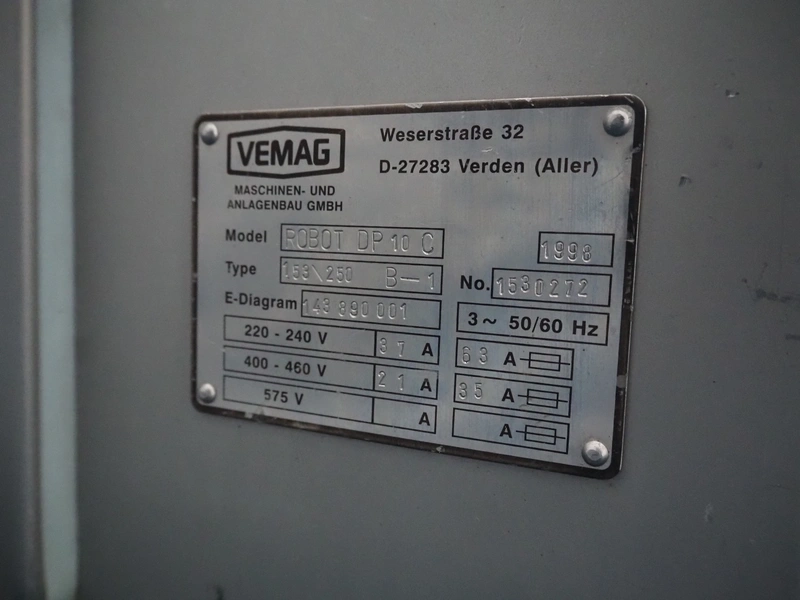 VEMAG
MASCHINEN- UND
ANLAGENBAU GMBH
Weserstraße 32
D-27283 Verden (Aller)
Model ROBOT DP 10 C 1998
Type 153\250 B-1 No. 1530272
E-Diagram 143 890 001 3~ 50/60 Hz
220 - 240 V 37 A 63 A
400 - 460 V 21 A 35 A
575 V A A